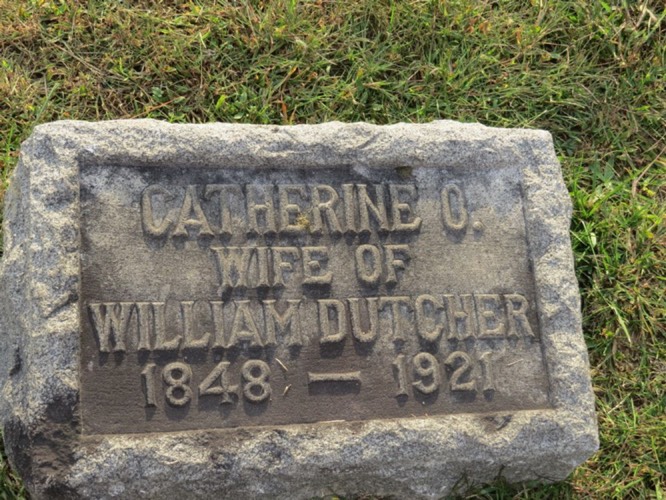 CATHERINE O.
WIFE OF
WILLIAM DUTCHER
1848 — 1921